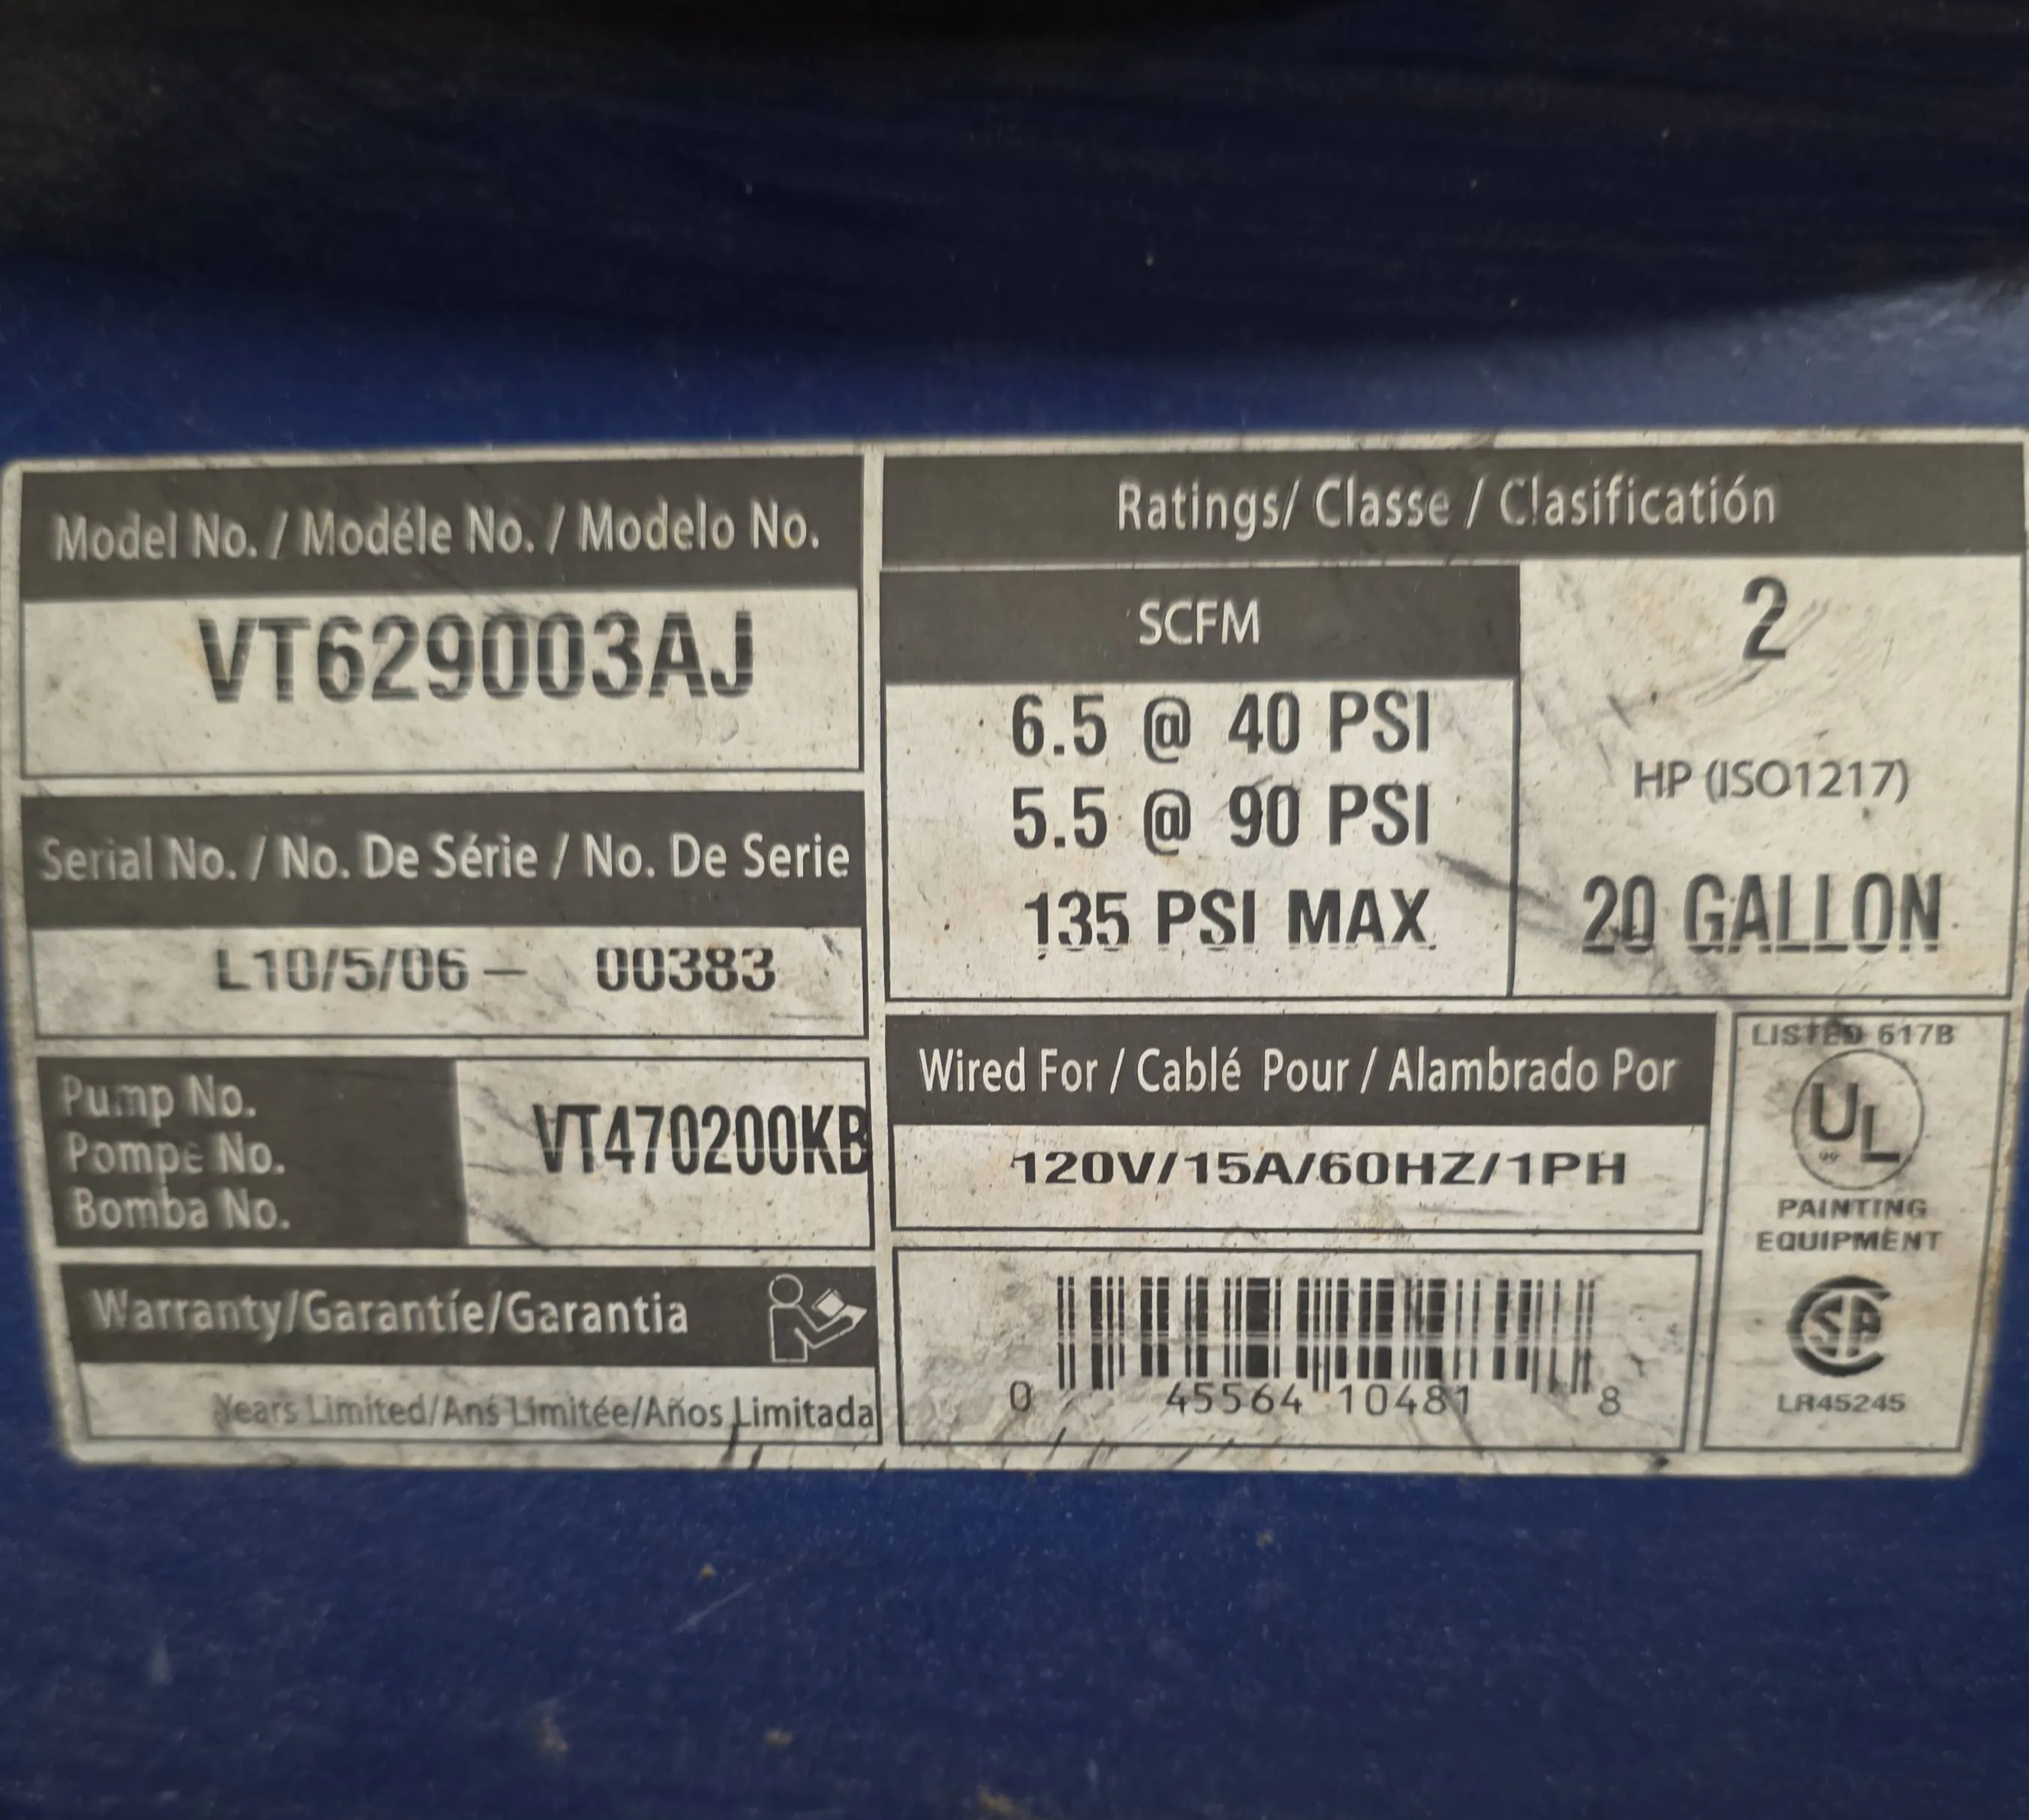 Model No. / Modéle No. / Modelo No.
VT629003AJ
Serial No. / No. De Série / No. De Serie
L10/5/06 – 00383
Pump No.
Pompe No.
Bomba No.
VT470200KB
Warranty/Garantíe/Garantia
Years Limited/Ans Limitée/Años Limitada
Ratings/ Classe / Clasificatión
SCFM
6.5 @ 40 PSI
5.5 @ 90 PSI
135 PSI MAX
2
HP (ISO1217)
20 GALLON
Wired For / Cablé Pour / Alambrado Por
120V/15A/60HZ/1PH
0 45564 10481 8
LISTED 617B
UL
PAINTING
EQUIPMENT
SA
LR45245